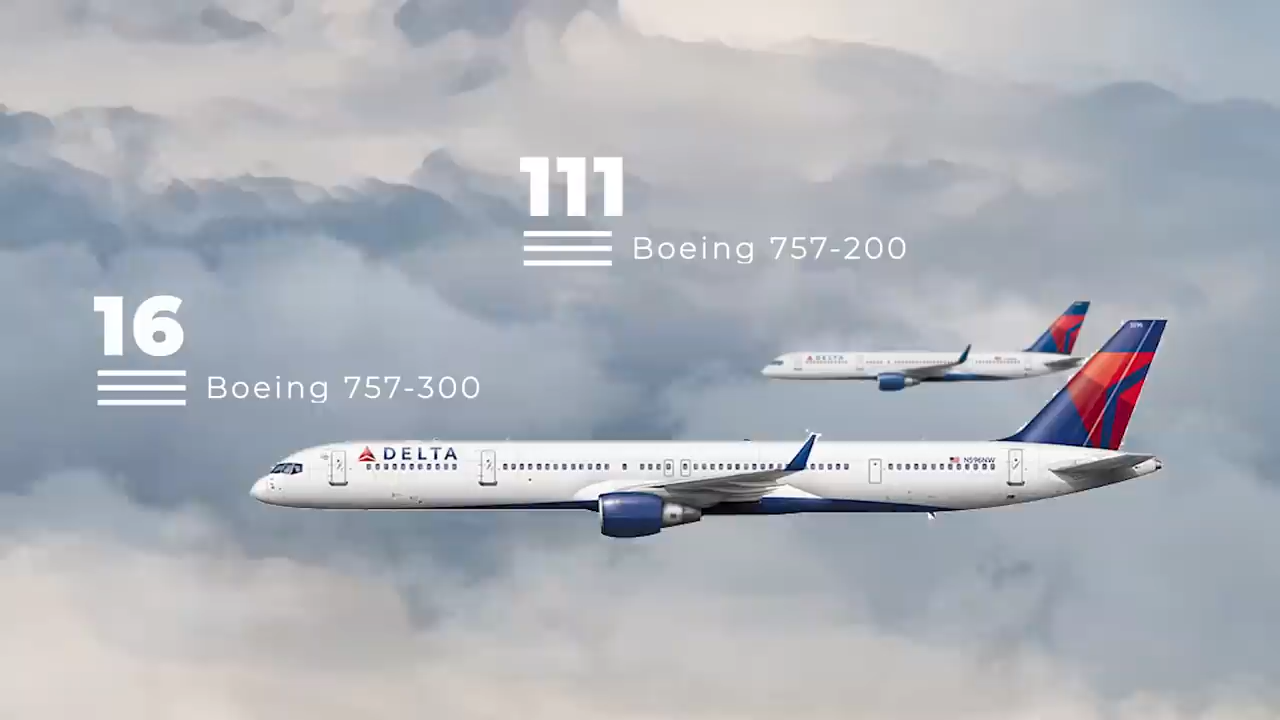 111
Boeing 757-200
16
Boeing 757-300
DELTA
DELTA
N596NW